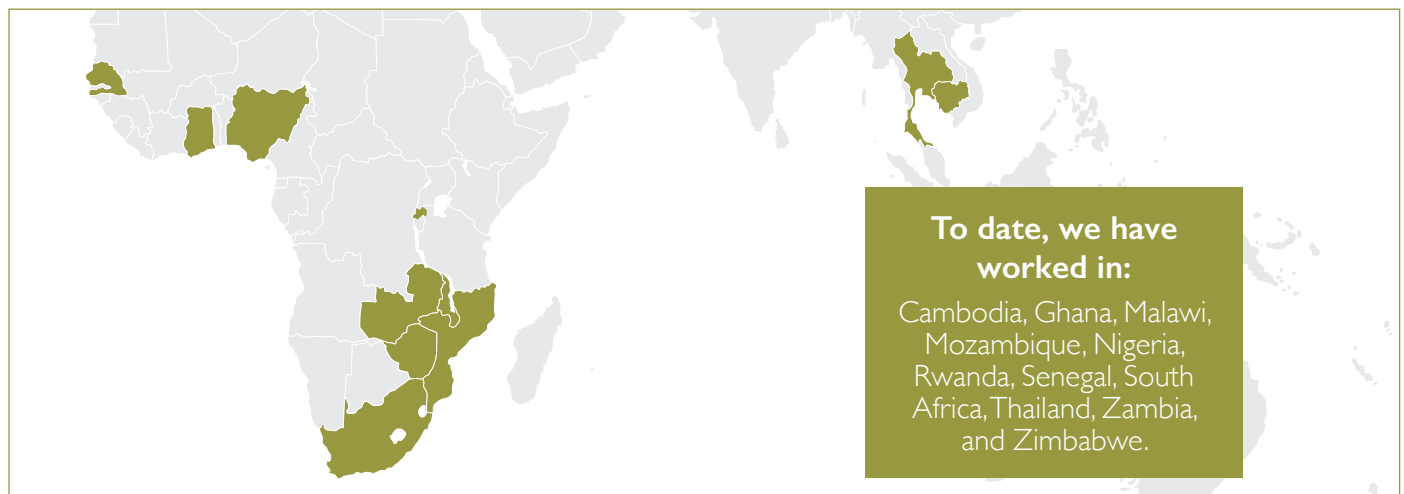 To date, we have
worked in:
Cambodia, Ghana, Malawi,
Mozambique, Nigeria,
Rwanda, Senegal, South
Africa, Thailand, Zambia,
and Zimbabwe.